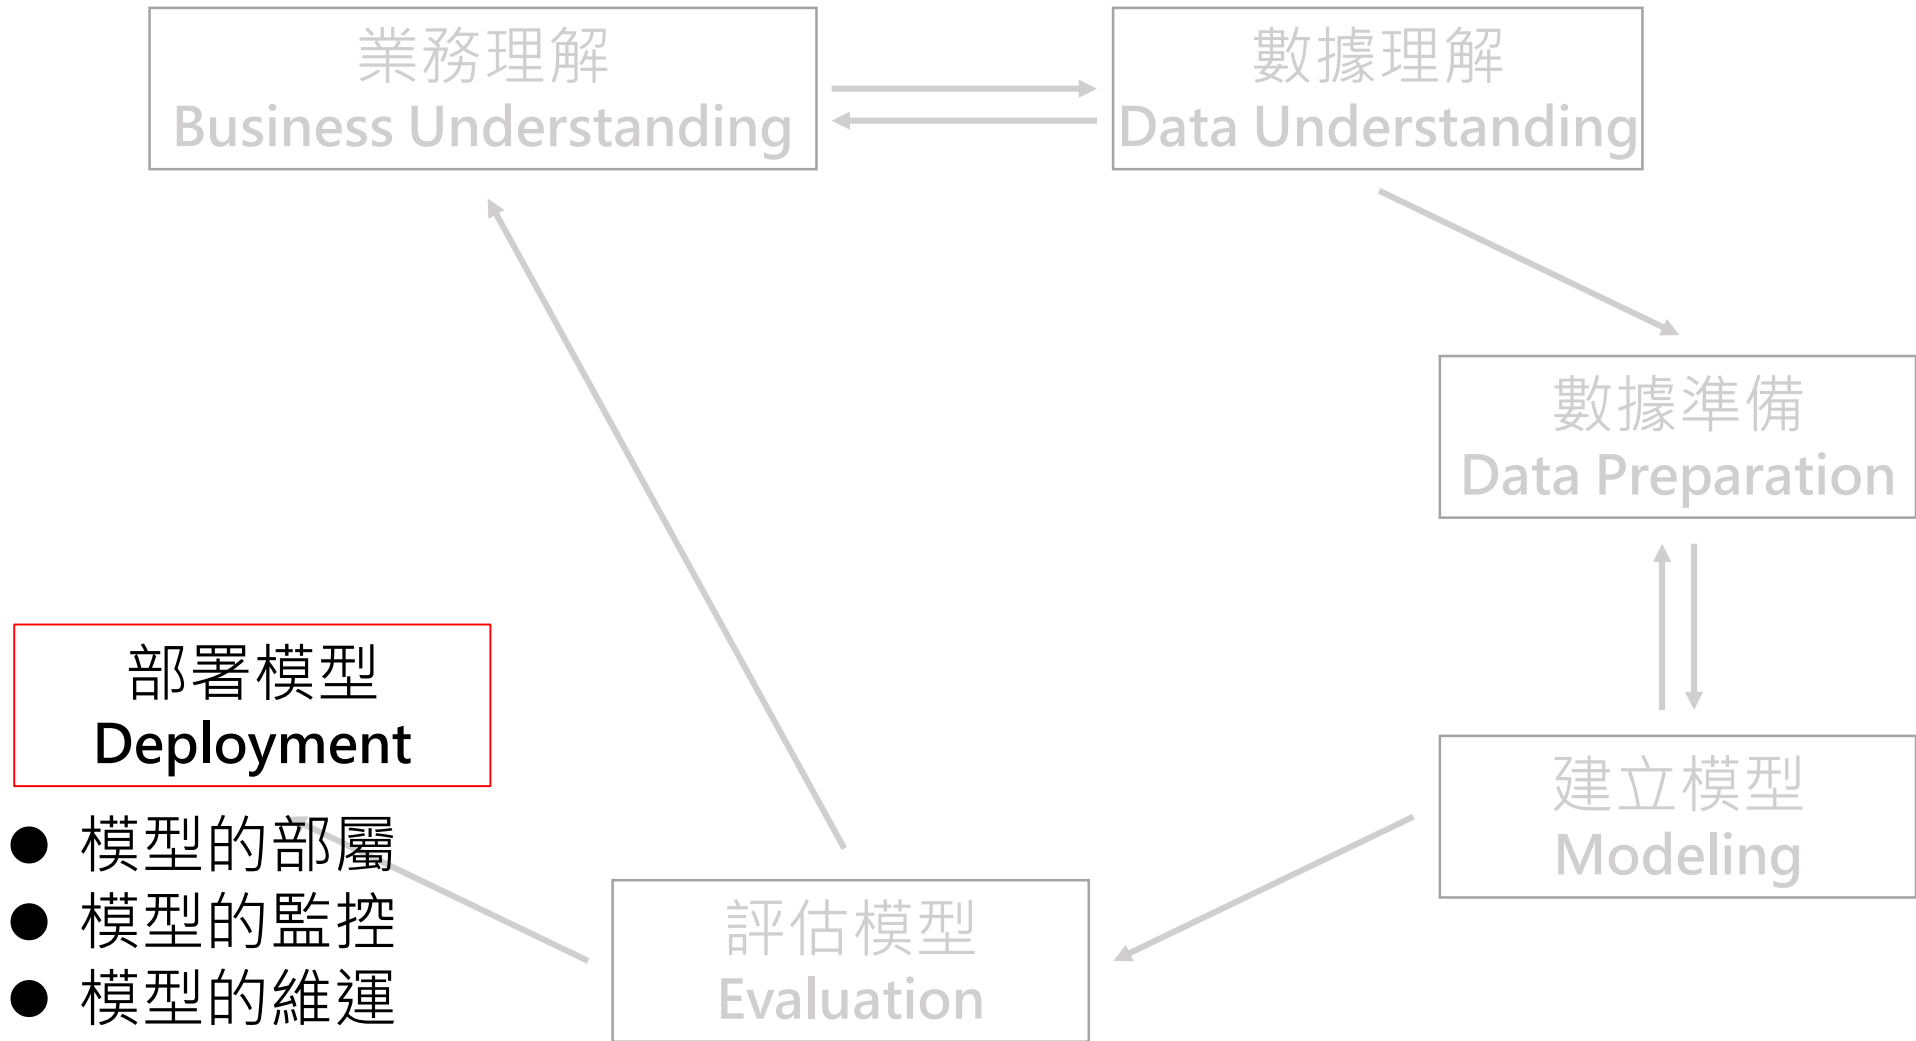 業務理解
Business Understanding
數據理解
Data Understanding
數據準備
Data Preparation
建立模型
Modeling
評估模型
Evaluation
部署模型
Deployment
● 模型的部屬
● 模型的監控
● 模型的維運